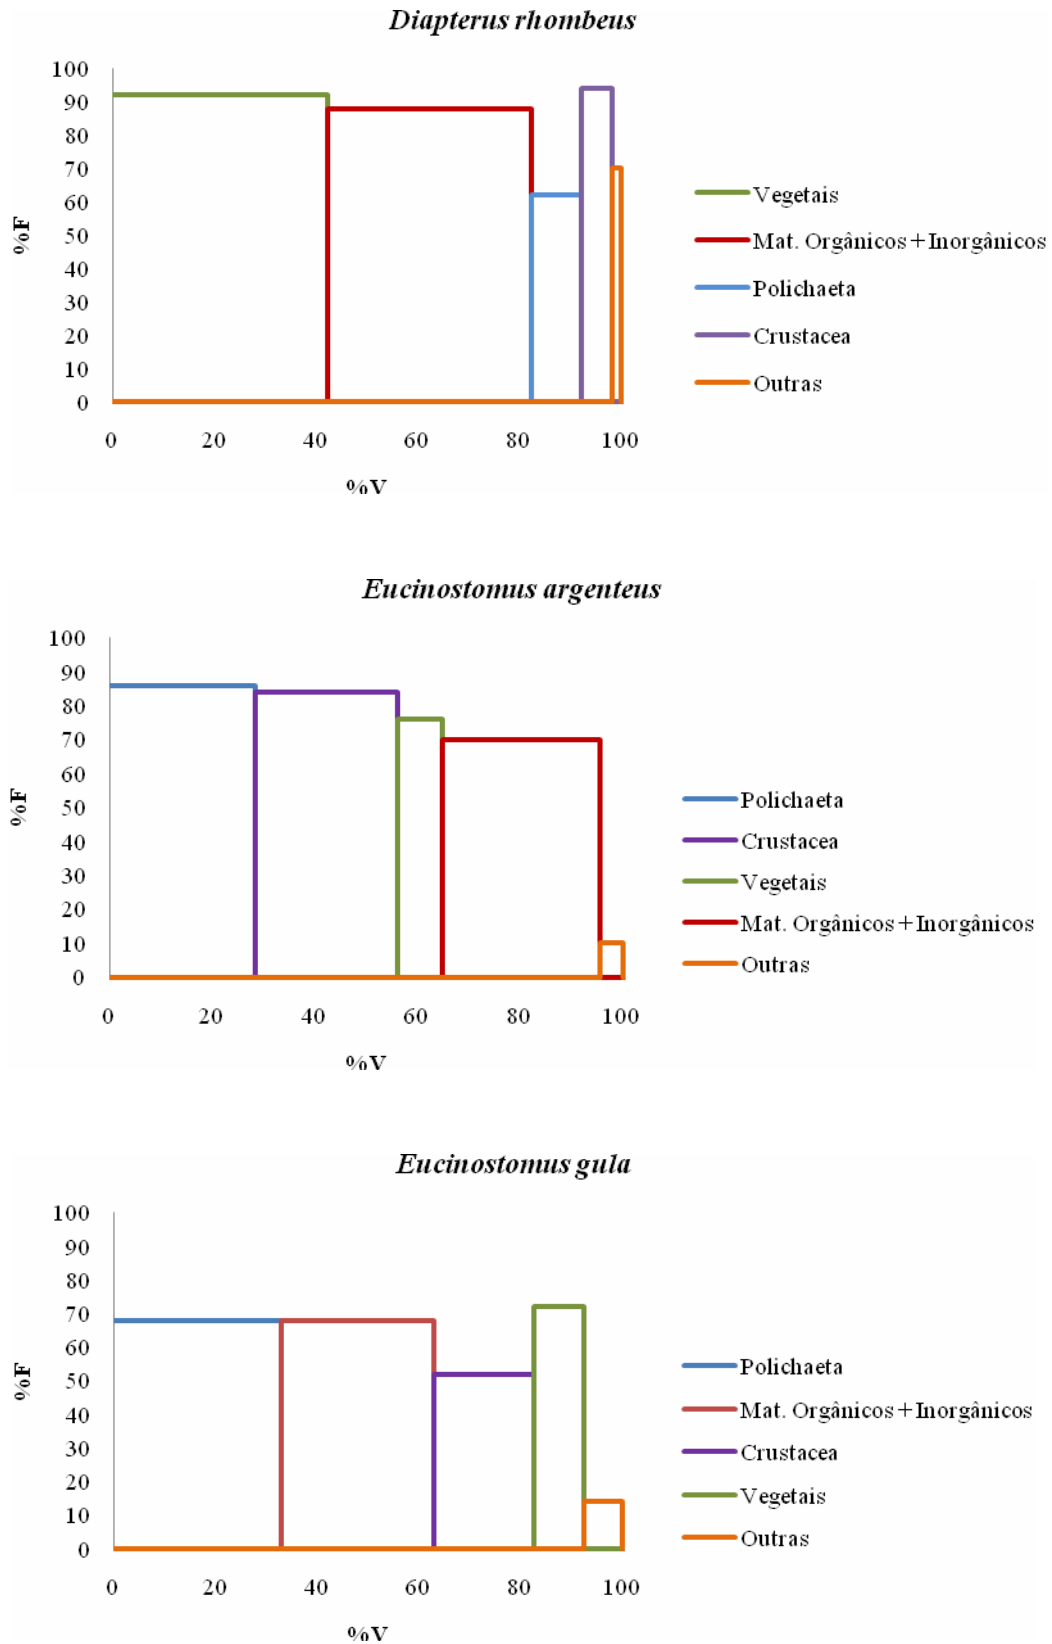 Diapterus rhombeus
100
90
80
70
60
50
40
30
20
10
0
%F
0 20 40 60 80 100
%V
Vegetais
Mat. Orgânicos + Inorgânicos
Polichaeta
Crustacea
Outras
Eucinostomus argenteus
100
90
80
70
60
50
40
30
20
10
0
%F
0 20 40 60 80 100
%V
Polichaeta
Crustacea
Vegetais
Mat. Orgânicos + Inorgânicos
Outras
Eucinostomus gula
100
90
80
70
60
50
40
30
20
10
0
%F
0 20 40 60 80 100
%V
Polichaeta
Mat. Orgânicos + Inorgânicos
Crustacea
Vegetais
Outras